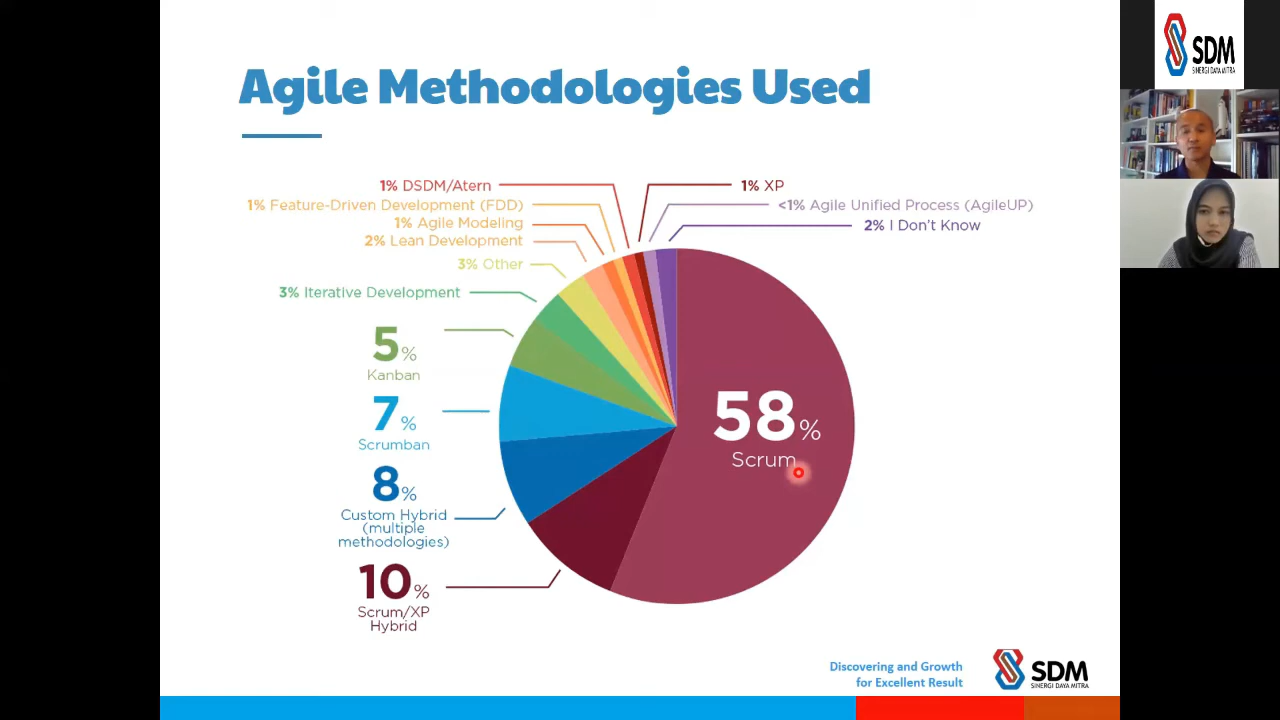 Agile Methodologies Used
1% DSDM/Atern
1% XP
1% Feature-Driven Development (FDD)
<1% Agile Unified Process (AgileUP)
1% Agile Modeling
2% I Don't Know
2% Lean Development
3% Other
3% Iterative Development
5%
Kanban
7%
Scrumban
8%
Custom Hybrid
(multiple
methodologies)
10%
Scrum/XP
Hybrid
58%
Scrum
Discovering and Growth
for Excellent Result
SDM
SINERGI DAYA MITRA
SDM
SINERGI DAYA MITRA